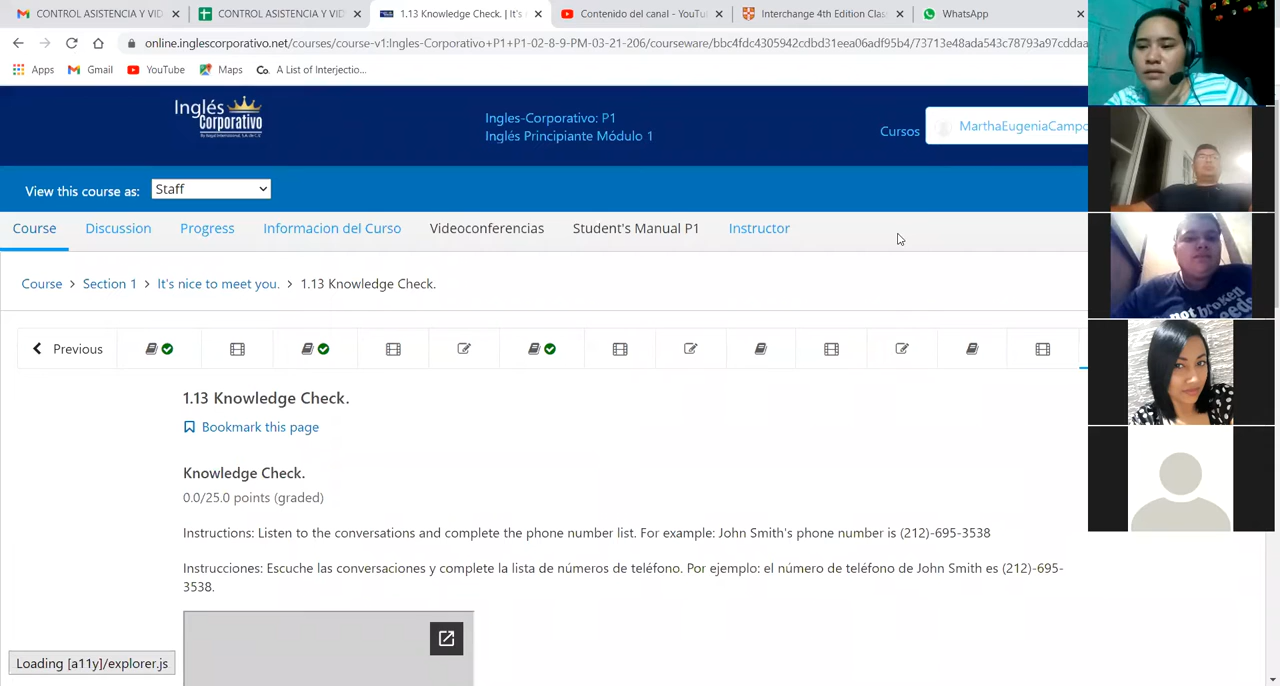 CONTROL ASISTENCIA Y VID
CONTROL ASISTENCIA Y VIDE
1.13 Knowledge Check. | It's
Contenido del canal - YouTu
Interchange 4th Edition Clas
WhatsApp
online.inglescorporativo.net/courses/course-v1:Ingles-Corporativo+P1+P1-02-8-9-PM-03-21-206/courseware/bbc4fdc4305942cdbd31eea06adf95b4/73713e48ada543c78793a97cddaa
Apps
Gmail
YouTube
Maps
Co.
A List of Interjectio...
Inglés
Corporativo
Ingles-Corporativo: P1
Inglés Principiante Módulo 1
Cursos
MarthaEugeniaCampo
View this course as:
Staff
Course
Discussion
Progress
Informacion del Curso
Videoconferencias
Student's Manual P1
Instructor
Course > Section 1 > It's nice to meet you. > 1.13 Knowledge Check.
Previous
1.13 Knowledge Check.
Bookmark this page
Knowledge Check.
0.0/25.0 points (graded)
Instructions: Listen to the conversations and complete the phone number list. For example: John Smith's phone number is (212)-695-3538
Instrucciones: Escuche las conversaciones y complete la lista de números de teléfono. Por ejemplo: el número de teléfono de John Smith es (212)-695-
3538.
Loading [a11y]/explorer.js